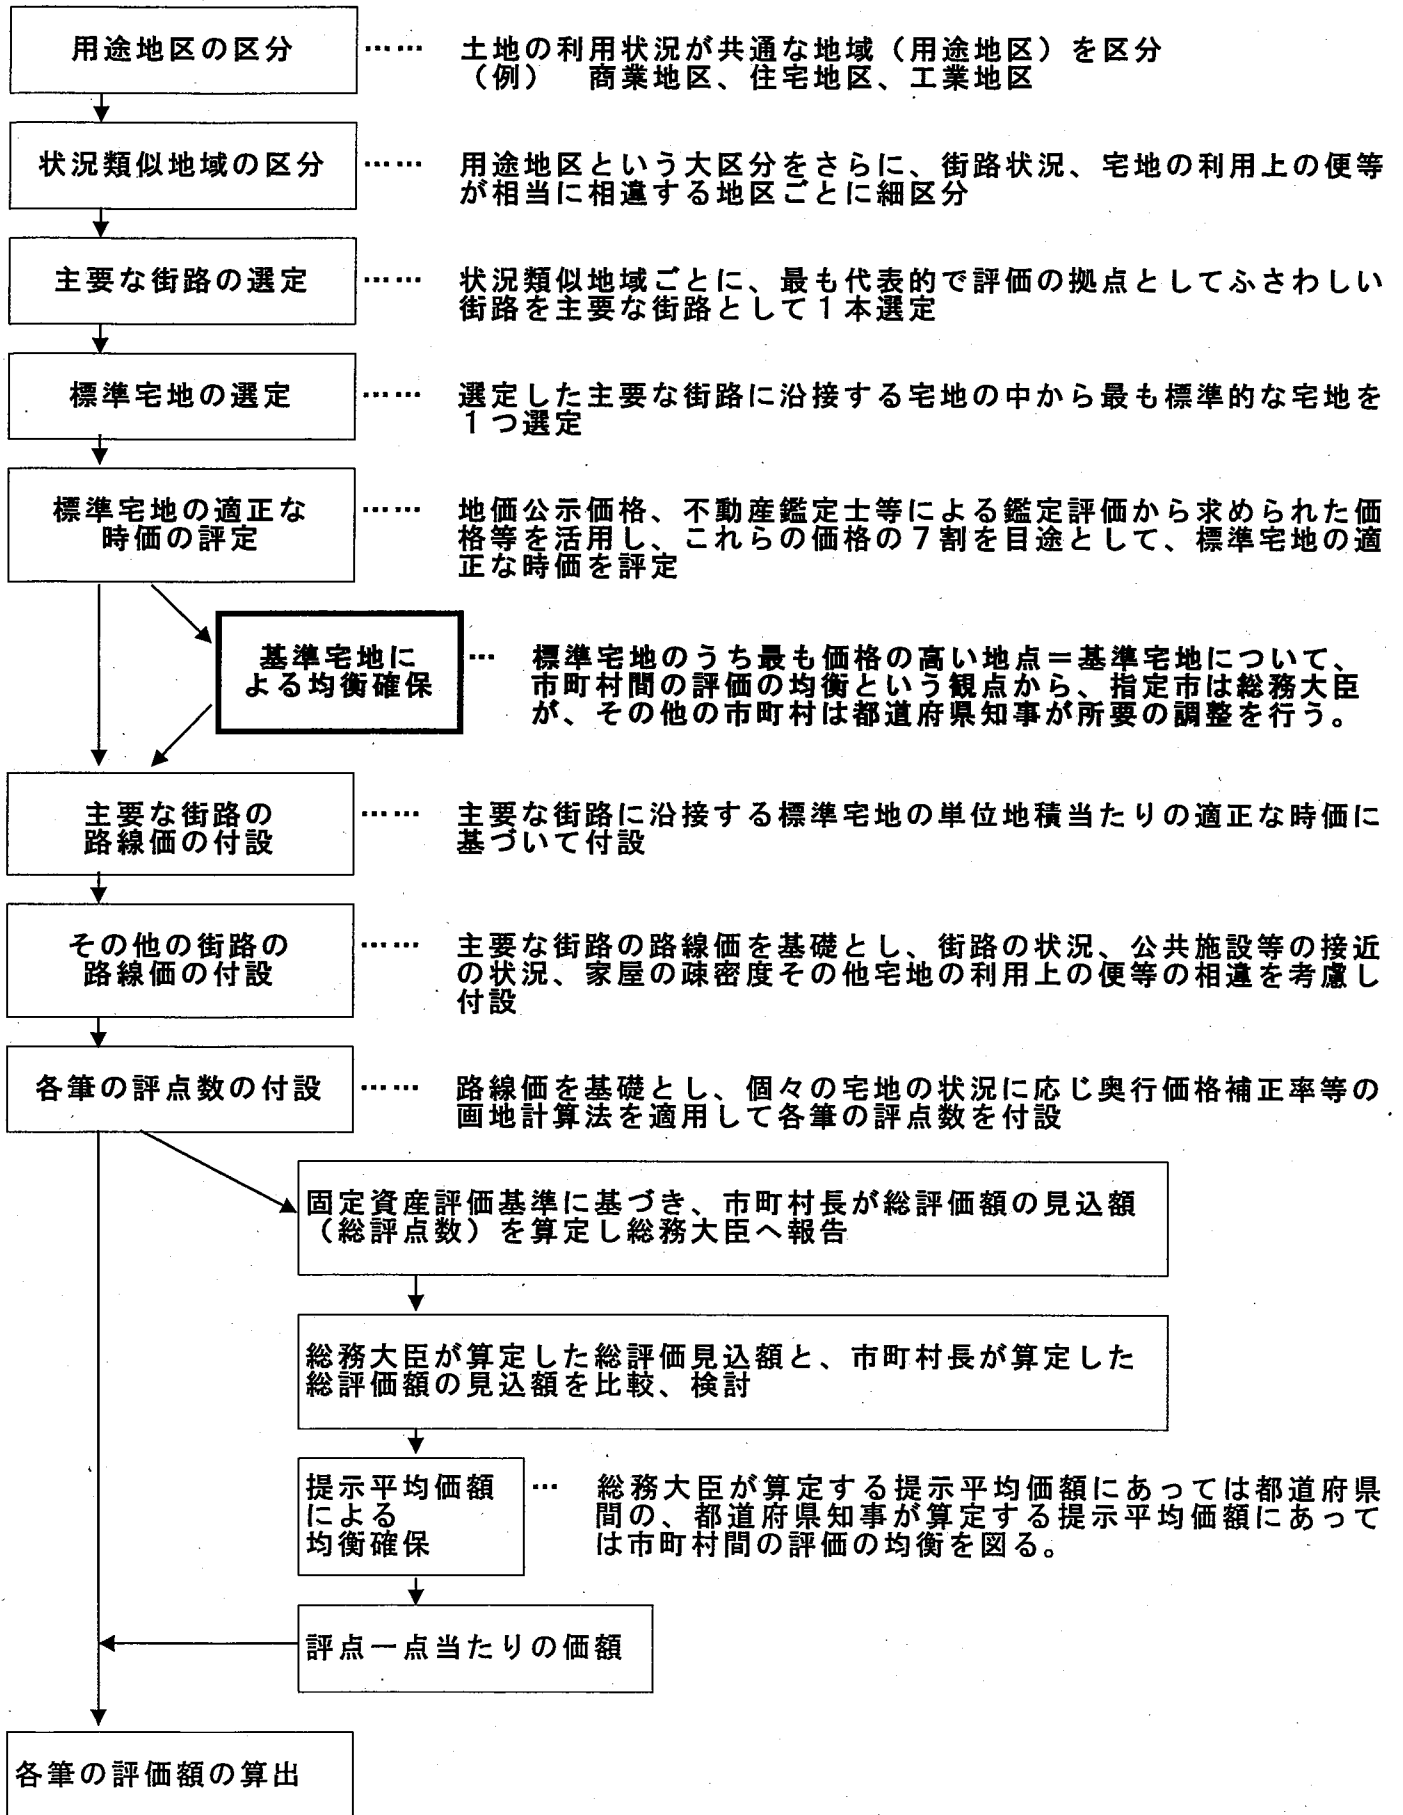 用途地区の区分 …… 土地の利用状況が共通な地域（用途地区）を区分
（例）　商業地区、住宅地区、工業地区
状況類似地域の区分 …… 用途地区という大区分をさらに、街路状況、宅地の利用上の便等
が相当に相違する地区ごとに細区分
主要な街路の選定 …… 状況類似地域ごとに、最も代表的で評価の拠点としてふさわしい
街路を主要な街路として１本選定
標準宅地の選定 …… 選定した主要な街路に沿接する宅地の中から最も標準的な宅地を
１つ選定
標準宅地の適正な
時価の評定
…… 地価公示価格、不動産鑑定士等による鑑定評価から求められた価
格等を活用し、これらの価格の７割を目途として、標準宅地の適
正な時価を評定
基準宅地に
よる均衡確保
… 標準宅地のうち最も価格の高い地点＝基準宅地について、
市町村間の評価の均衡という観点から、指定市は総務大臣
が、その他の市町村は都道府県知事が所要の調整を行う。
主要な街路の
路線価の付設
…… 主要な街路に沿接する標準宅地の単位地積当たりの適正な時価に
基づいて付設
その他の街路の
路線価の付設
…… 主要な街路の路線価を基礎とし、街路の状況、公共施設等の接近
の状況、家屋の疎密度その他宅地の利用上の便等の相違を考慮し
付設
各筆の評点数の付設 …… 路線価を基礎とし、個々の宅地の状況に応じ奥行価格補正率等の
画地計算法を適用して各筆の評点数を付設
固定資産評価基準に基づき、市町村長が総評価額の見込額
（総評点数）を算定し総務大臣へ報告
総務大臣が算定した総評価見込額と、市町村長が算定した
総評価額の見込額を比較、検討
提示平均価額
による
均衡確保
… 総務大臣が算定する提示平均価額にあっては都道府県
間の、都道府県知事が算定する提示平均価額にあって
は市町村間の評価の均衡を図る。
評点一点当たりの価額
各筆の評価額の算出